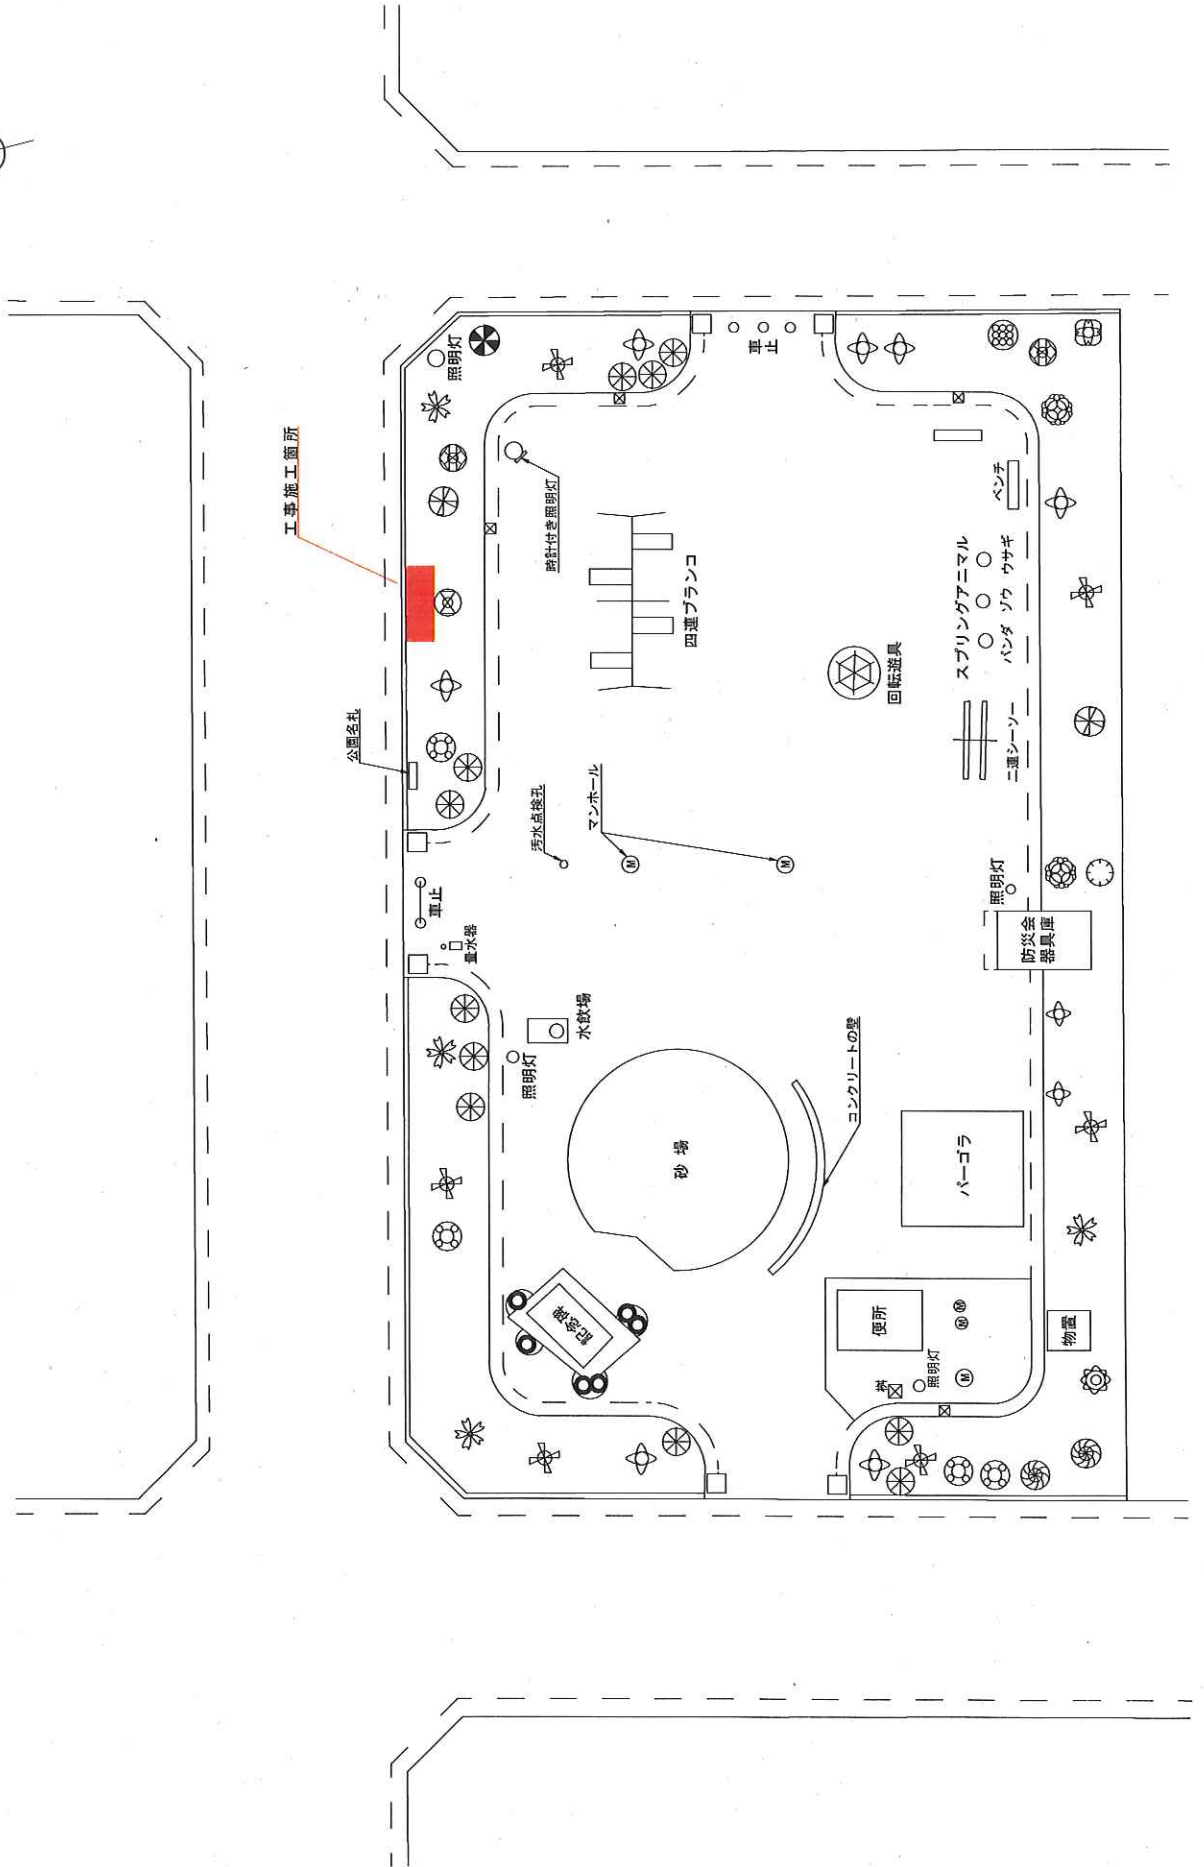 工事施工箇所
照明灯
車止
時計付き照明灯
公園名札
四連ブランコ
ベンチ
スプリングアニマル
パンダ ゾウ ウサギ
回転遊具
二連シーソー
汚水点検孔
マンホール
M
M
車止
量水器
照明灯
防災会
器具庫
水飲場
照明灯
砂場
コンクリートの壁
パーゴラ
記念碑
便所
M M
物置
桝
照明灯
M